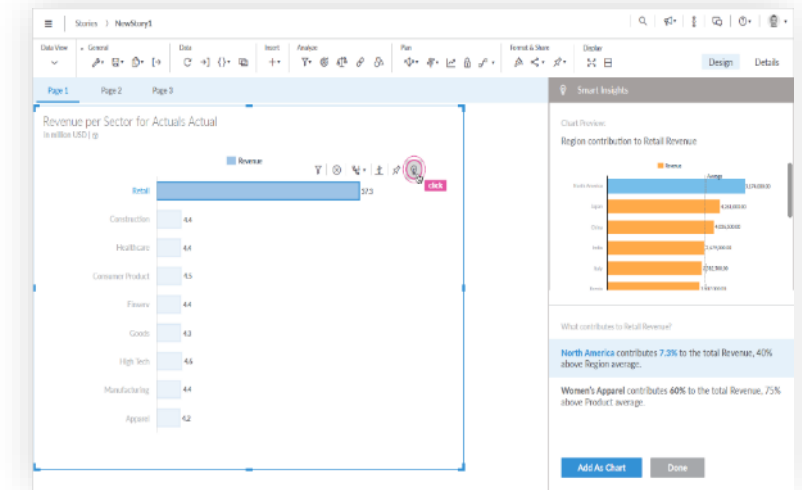 Stories > NewStory1
Data View
General
Data
Insert
Analyze
Plan
Format & Share
Display
Design
Details
Page 1
Page 2
Page 3
Smart Insights
Revenue per Sector for Actuals Actual
in million USD |
Revenue
click
Retail
57.3
Construction
4.4
Healthcare
4.4
Consumer Product
4.5
Finserv
4.4
Goods
4.3
High Tech
4.6
Manufacturing
4.4
Apparel
4.2
Chart Preview:
Region contribution to Retail Revenue
Revenue
Average
North America
Japan
China
India
Italy
What contributes to Retail Revenue?
North America contributes 7.3% to the total Revenue, 40%
above Region average.
Women's Apparel contributes 60% to the total Revenue, 75%
above Product average.
Add As Chart
Done